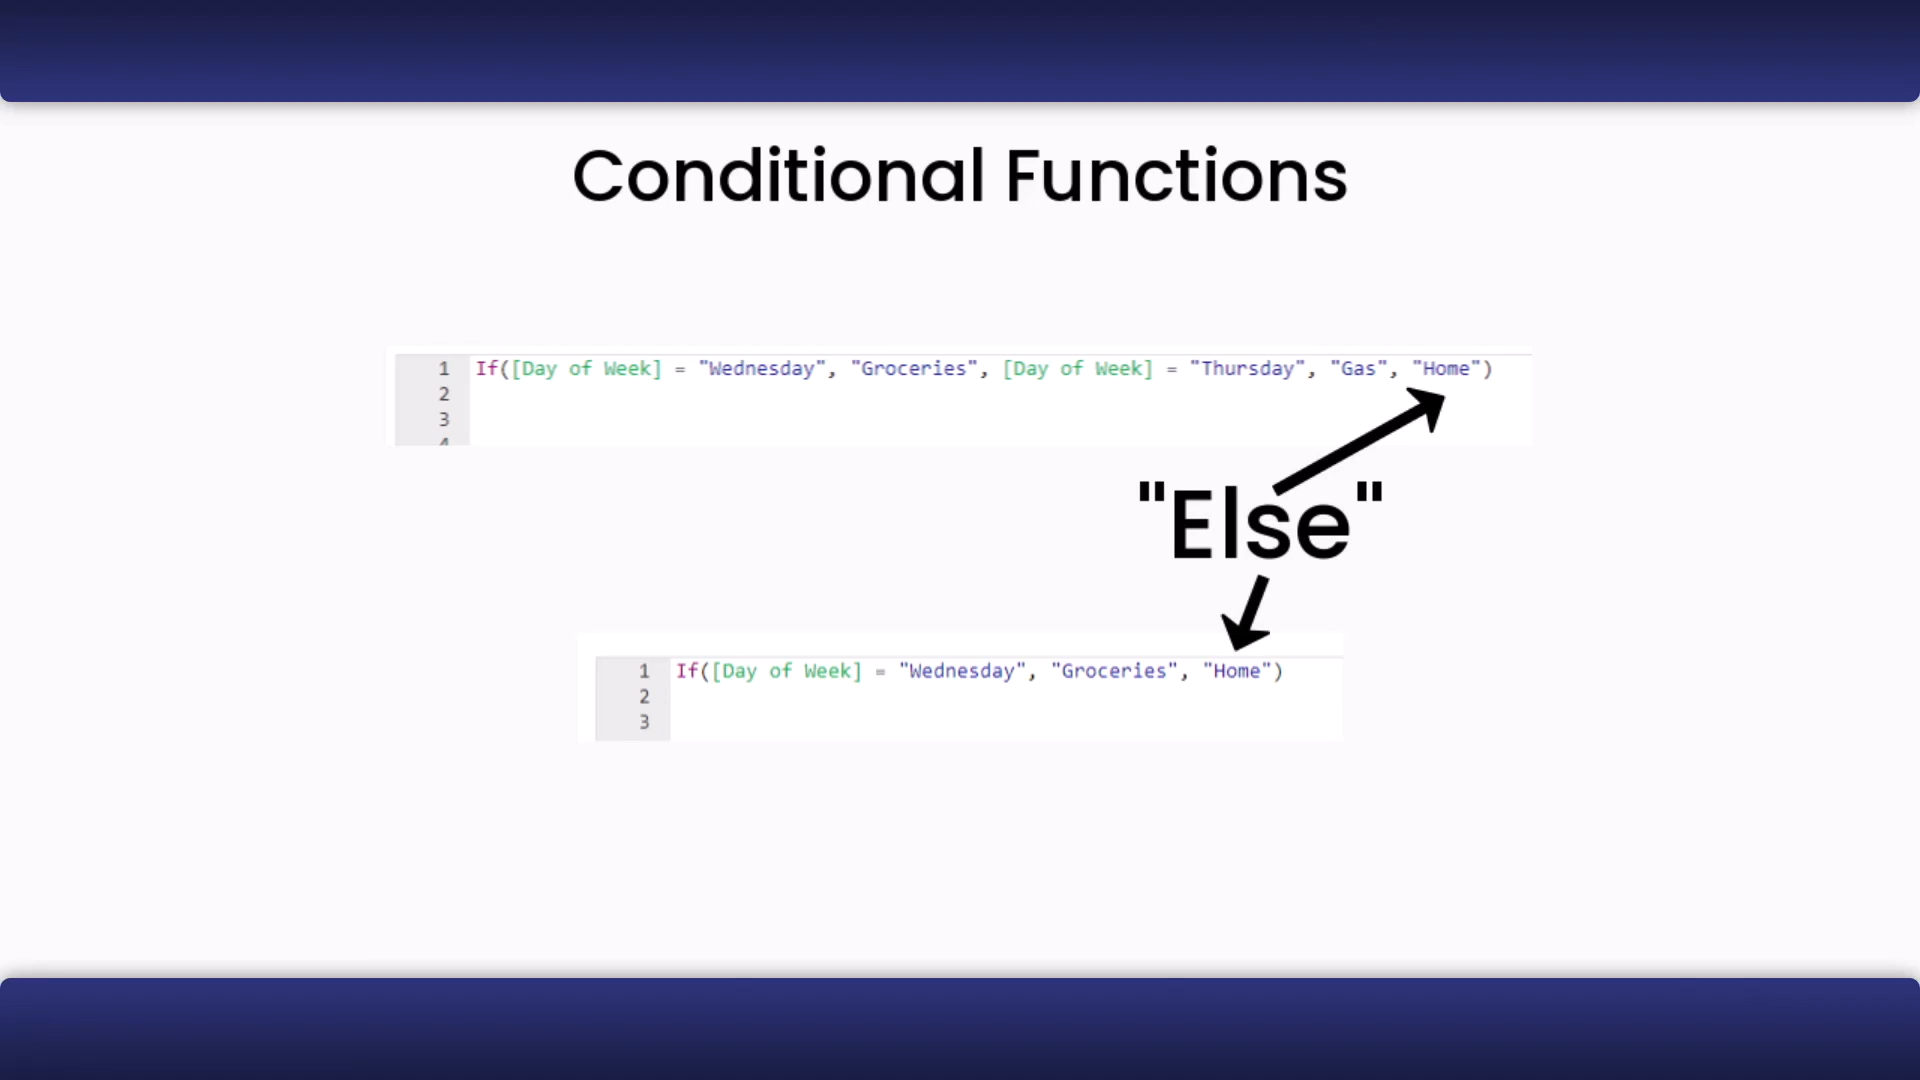 Conditional Functions
1 If([Day of Week] = "Wednesday", "Groceries", [Day of Week] = "Thursday", "Gas", "Home")
2
3
4
"Else"
1 If([Day of Week] = "Wednesday", "Groceries", "Home")
2
3